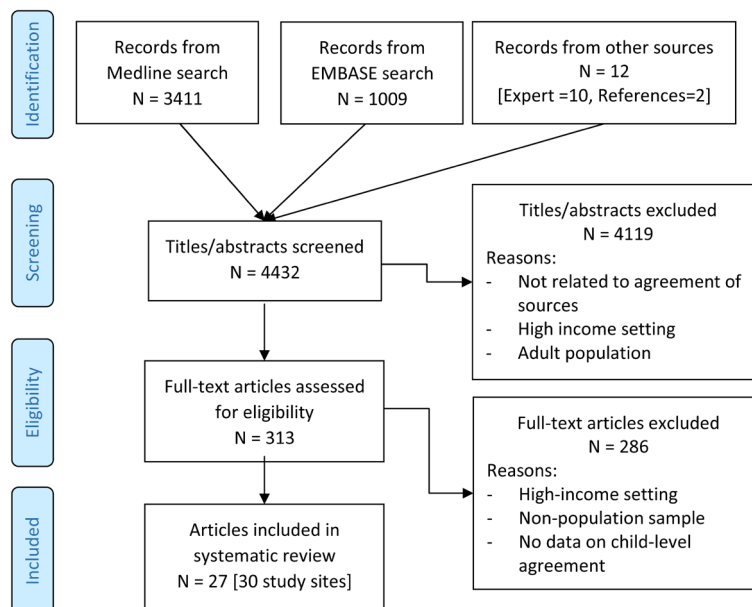 Identification
Records from
Medline search
N = 3411
Records from
EMBASE search
N = 1009
Records from other sources
N = 12
[Expert =10, References=2]
Screening
Titles/abstracts screened
N = 4432
Titles/abstracts excluded
N = 4119
Reasons:
- Not related to agreement of
sources
- High income setting
- Adult population
Eligibility
Full-text articles assessed
for eligibility
N = 313
Full-text articles excluded
N = 286
Reasons:
- High-income setting
- Non-population sample
- No data on child-level
agreement
Included
Articles included in
systematic review
N = 27 [30 study sites]